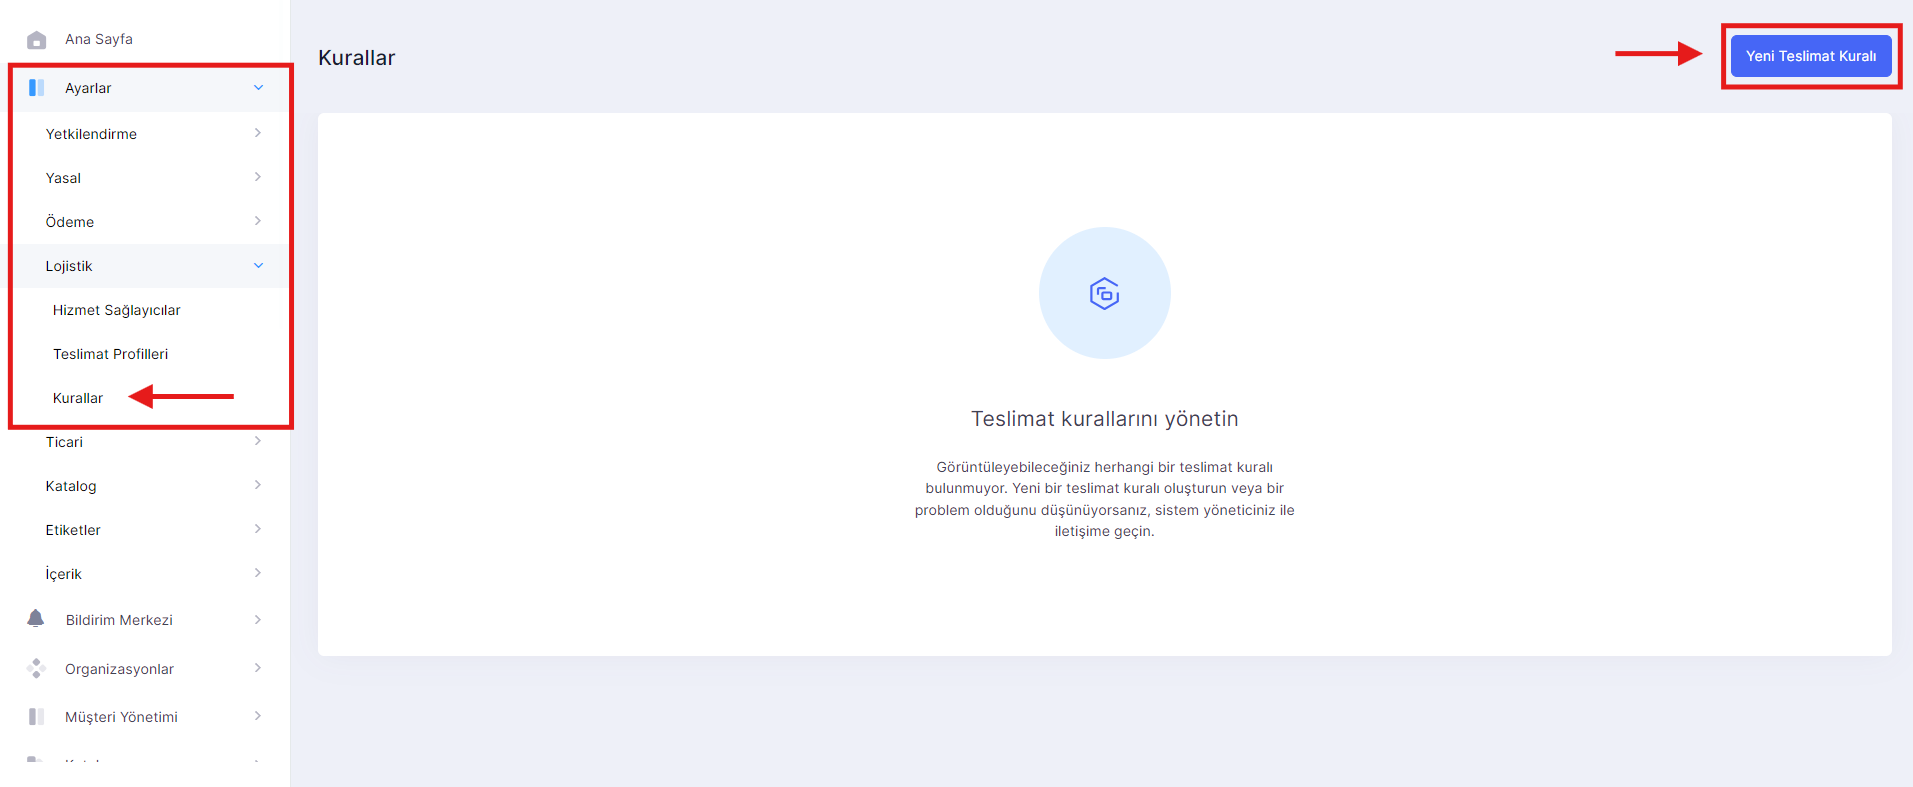 Ana Sayfa
Ayarlar
Yetkilendirme
Yasal
Ödeme
Lojistik
Hizmet Sağlayıcılar
Teslimat Profilleri
Kurallar
Ticari
Katalog
Etiketler
İçerik
Bildirim Merkezi
Organizasyonlar
Müşteri Yönetimi
Kurallar
Yeni Teslimat Kuralı
Teslimat kurallarını yönetin
Görüntüleyebileceğiniz herhangi bir teslimat kuralı
bulunmuyor. Yeni bir teslimat kuralı oluşturun veya bir
problem olduğunu düşünüyorsanız, sistem yöneticiniz ile
iletişime geçin.